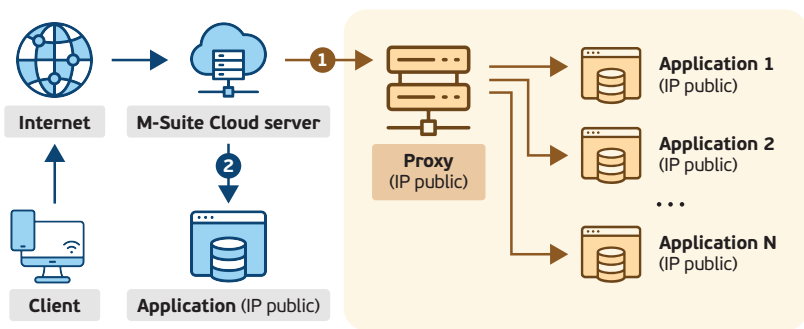 1
Application 1
(IP public)
Internet
M-Suite Cloud server
Proxy
(IP public)
Application 2
(IP public)
2
...
Application N
(IP public)
Client
Application (IP public)